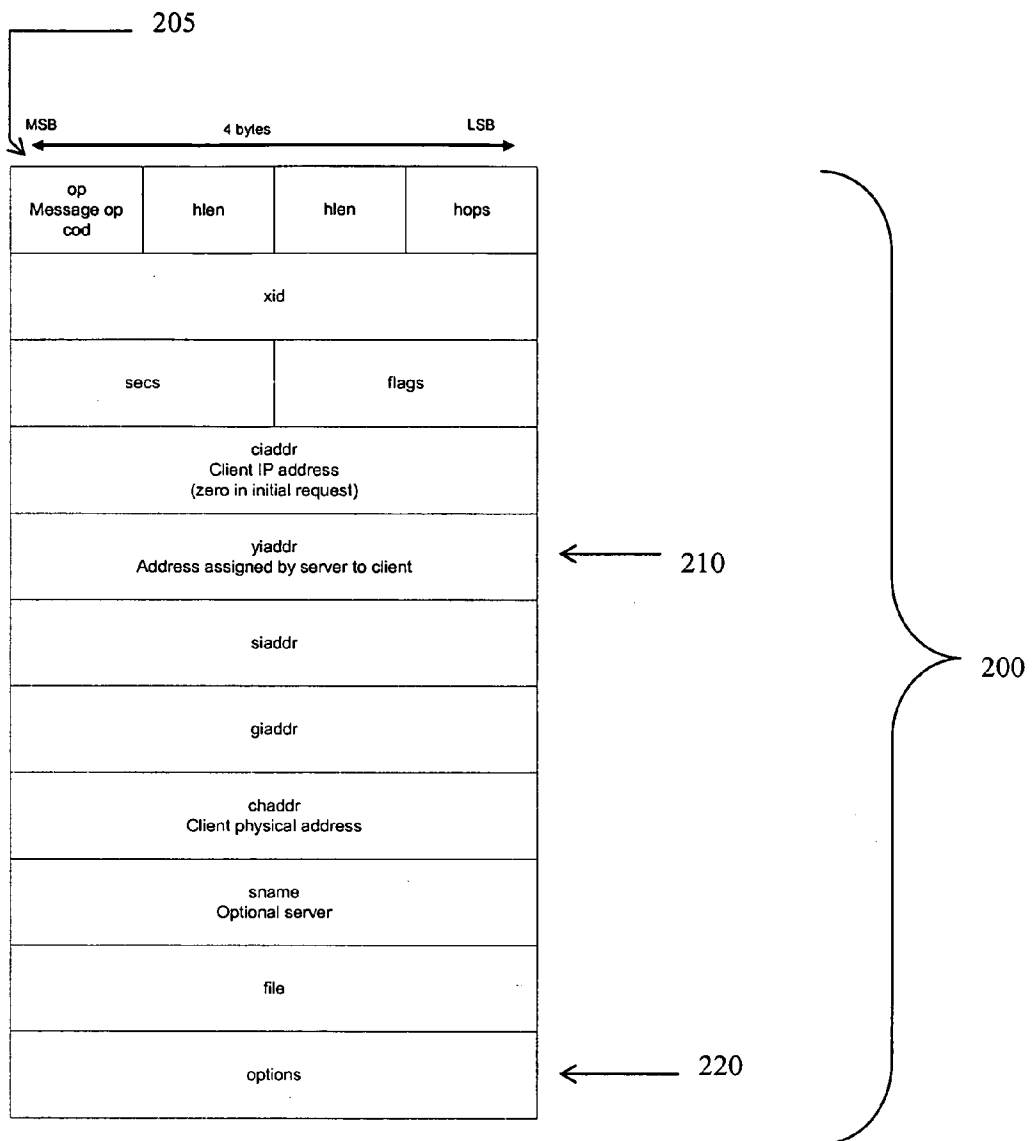 205
MSB 4 bytes LSB
op
Message op
cod
hlen
hlen
hops
xid
secs
flags
ciaddr
Client IP address
(zero in initial request)
yiaddr
Address assigned by server to client
210
siaddr
200
giaddr
chaddr
Client physical address
sname
Optional server
file
options
220